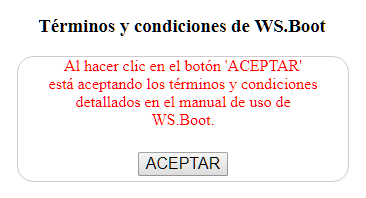 Términos y condiciones de WS.Boot
Al hacer clic en el botón 'ACEPTAR'
está aceptando los términos y condiciones
detallados en el manual de uso de
WS.Boot.
ACEPTAR